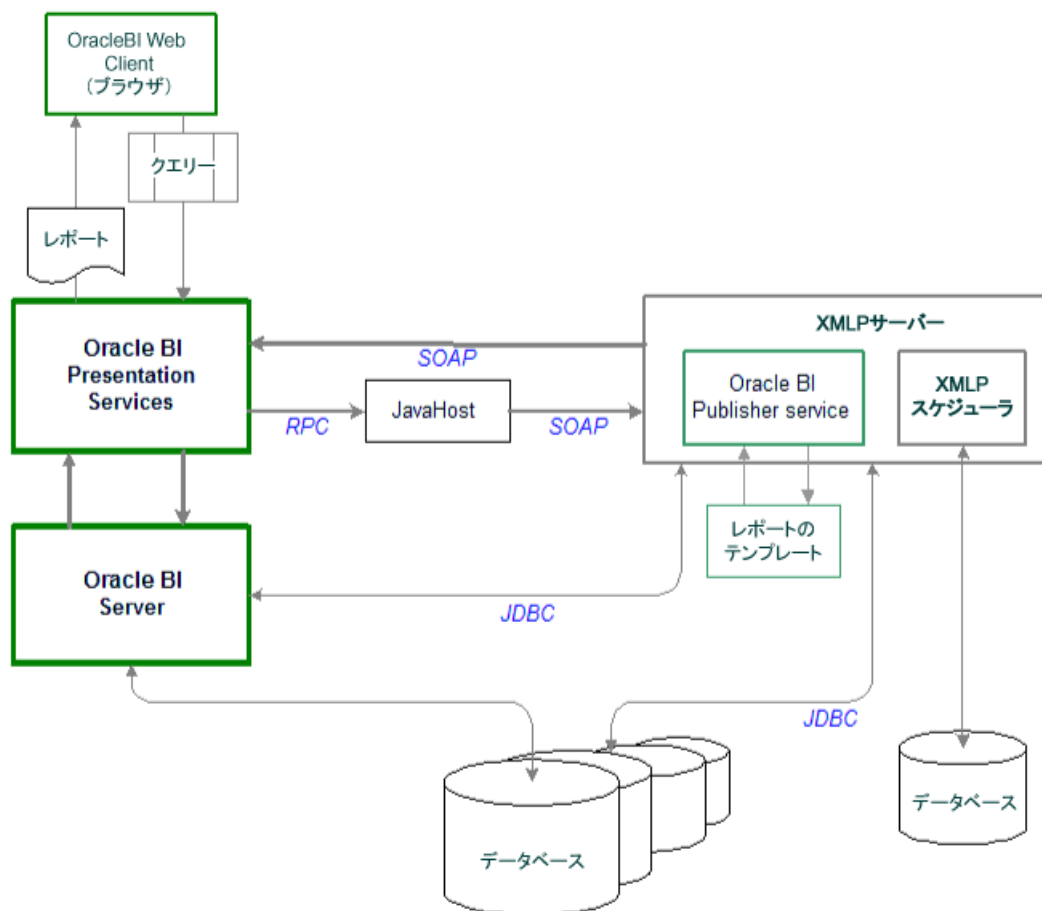 OracleBI Web
Client
(ブラウザ)
クエリー
レポート
Oracle BI
Presentation
Services
SOAP
RPC
JavaHost
SOAP
XMLPサーバー
Oracle BI
Publisher service
XMLP
スケジューラ
レポートの
テンプレート
Oracle BI
Server
JDBC
JDBC
データベース
データベース